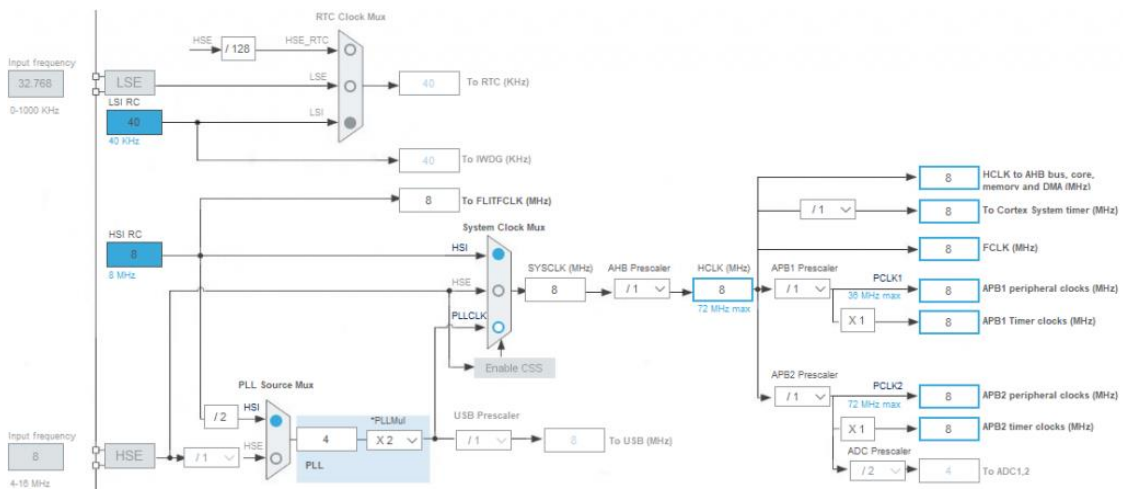 RTC Clock Mux
HSE
/ 128
HSE_RTC
Input frequency
32.768
0-1000 KHz
LSE
LSE
40
To RTC (KHz)
LSI RC
40
40 KHz
LSI
40
To IWDG (KHz)
8
To FLITFCLK (MHz)
HSI RC
8
8 MHz
System Clock Mux
HSI
HSE
PLLCLK
Enable CSS
SYSCLK (MHz)
8
AHB Prescaler
/ 1
HCLK (MHz)
8
72 MHz max
8
HCLK to AHB bus, core,
memory and DMA (MHz)
/ 1
8
To Cortex System timer (MHz)
8
FCLK (MHz)
APB1 Prescaler
/ 1
PCLK1
36 MHz max
8
APB1 peripheral clocks (MHz)
X 1
8
APB1 Timer clocks (MHz)
APB2 Prescaler
/ 1
PCLK2
72 MHz max
8
APB2 peripheral clocks (MHz)
X 1
8
APB2 timer clocks (MHz)
ADC Prescaler
/ 2
4
To ADC1,2
PLL Source Mux
/ 2
HSI
HSE
4
*PLLMul
X 2
PLL
USB Prescaler
/ 1
8
To USB (MHz)
Input frequency
8
4-16 MHz
HSE
/ 1